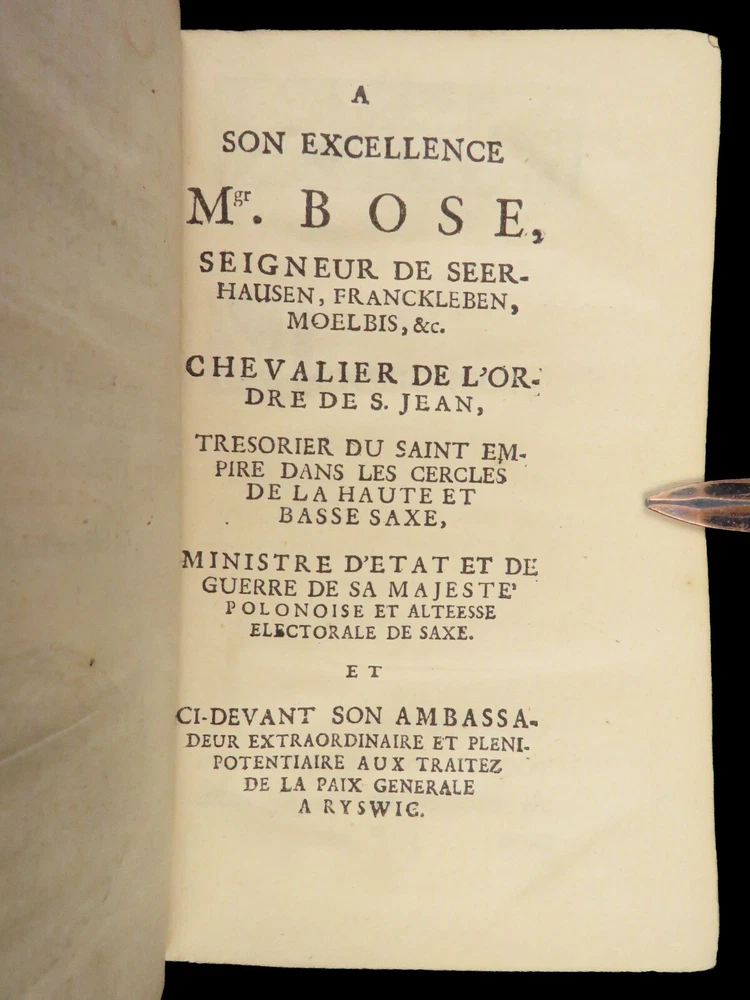 A
SON EXCELLENCE
Mgr. BOSE,
SEIGNEUR DE SEER-
HAUSEN, FRANCKLEBEN,
MOELBIS, &c.
CHEVALIER DE L'OR-
DRE DE S. JEAN,
TRESORIER DU SAINT EM-
PIRE DANS LES CERCLES
DE LA HAUTE ET
BASSE SAXE,
MINISTRE D'ETAT ET DE
GUERRE DE SA MAJESTE'
POLONOISE ET ALTEESSE
ELECTORALE DE SAXE.
ET
CI-DEVANT SON AMBASSA-
DEUR EXTRAORDINAIRE ET PLENI-
POTENTIAIRE AUX TRAITEZ
DE LA PAIX GENERALE
A RYSWIC.